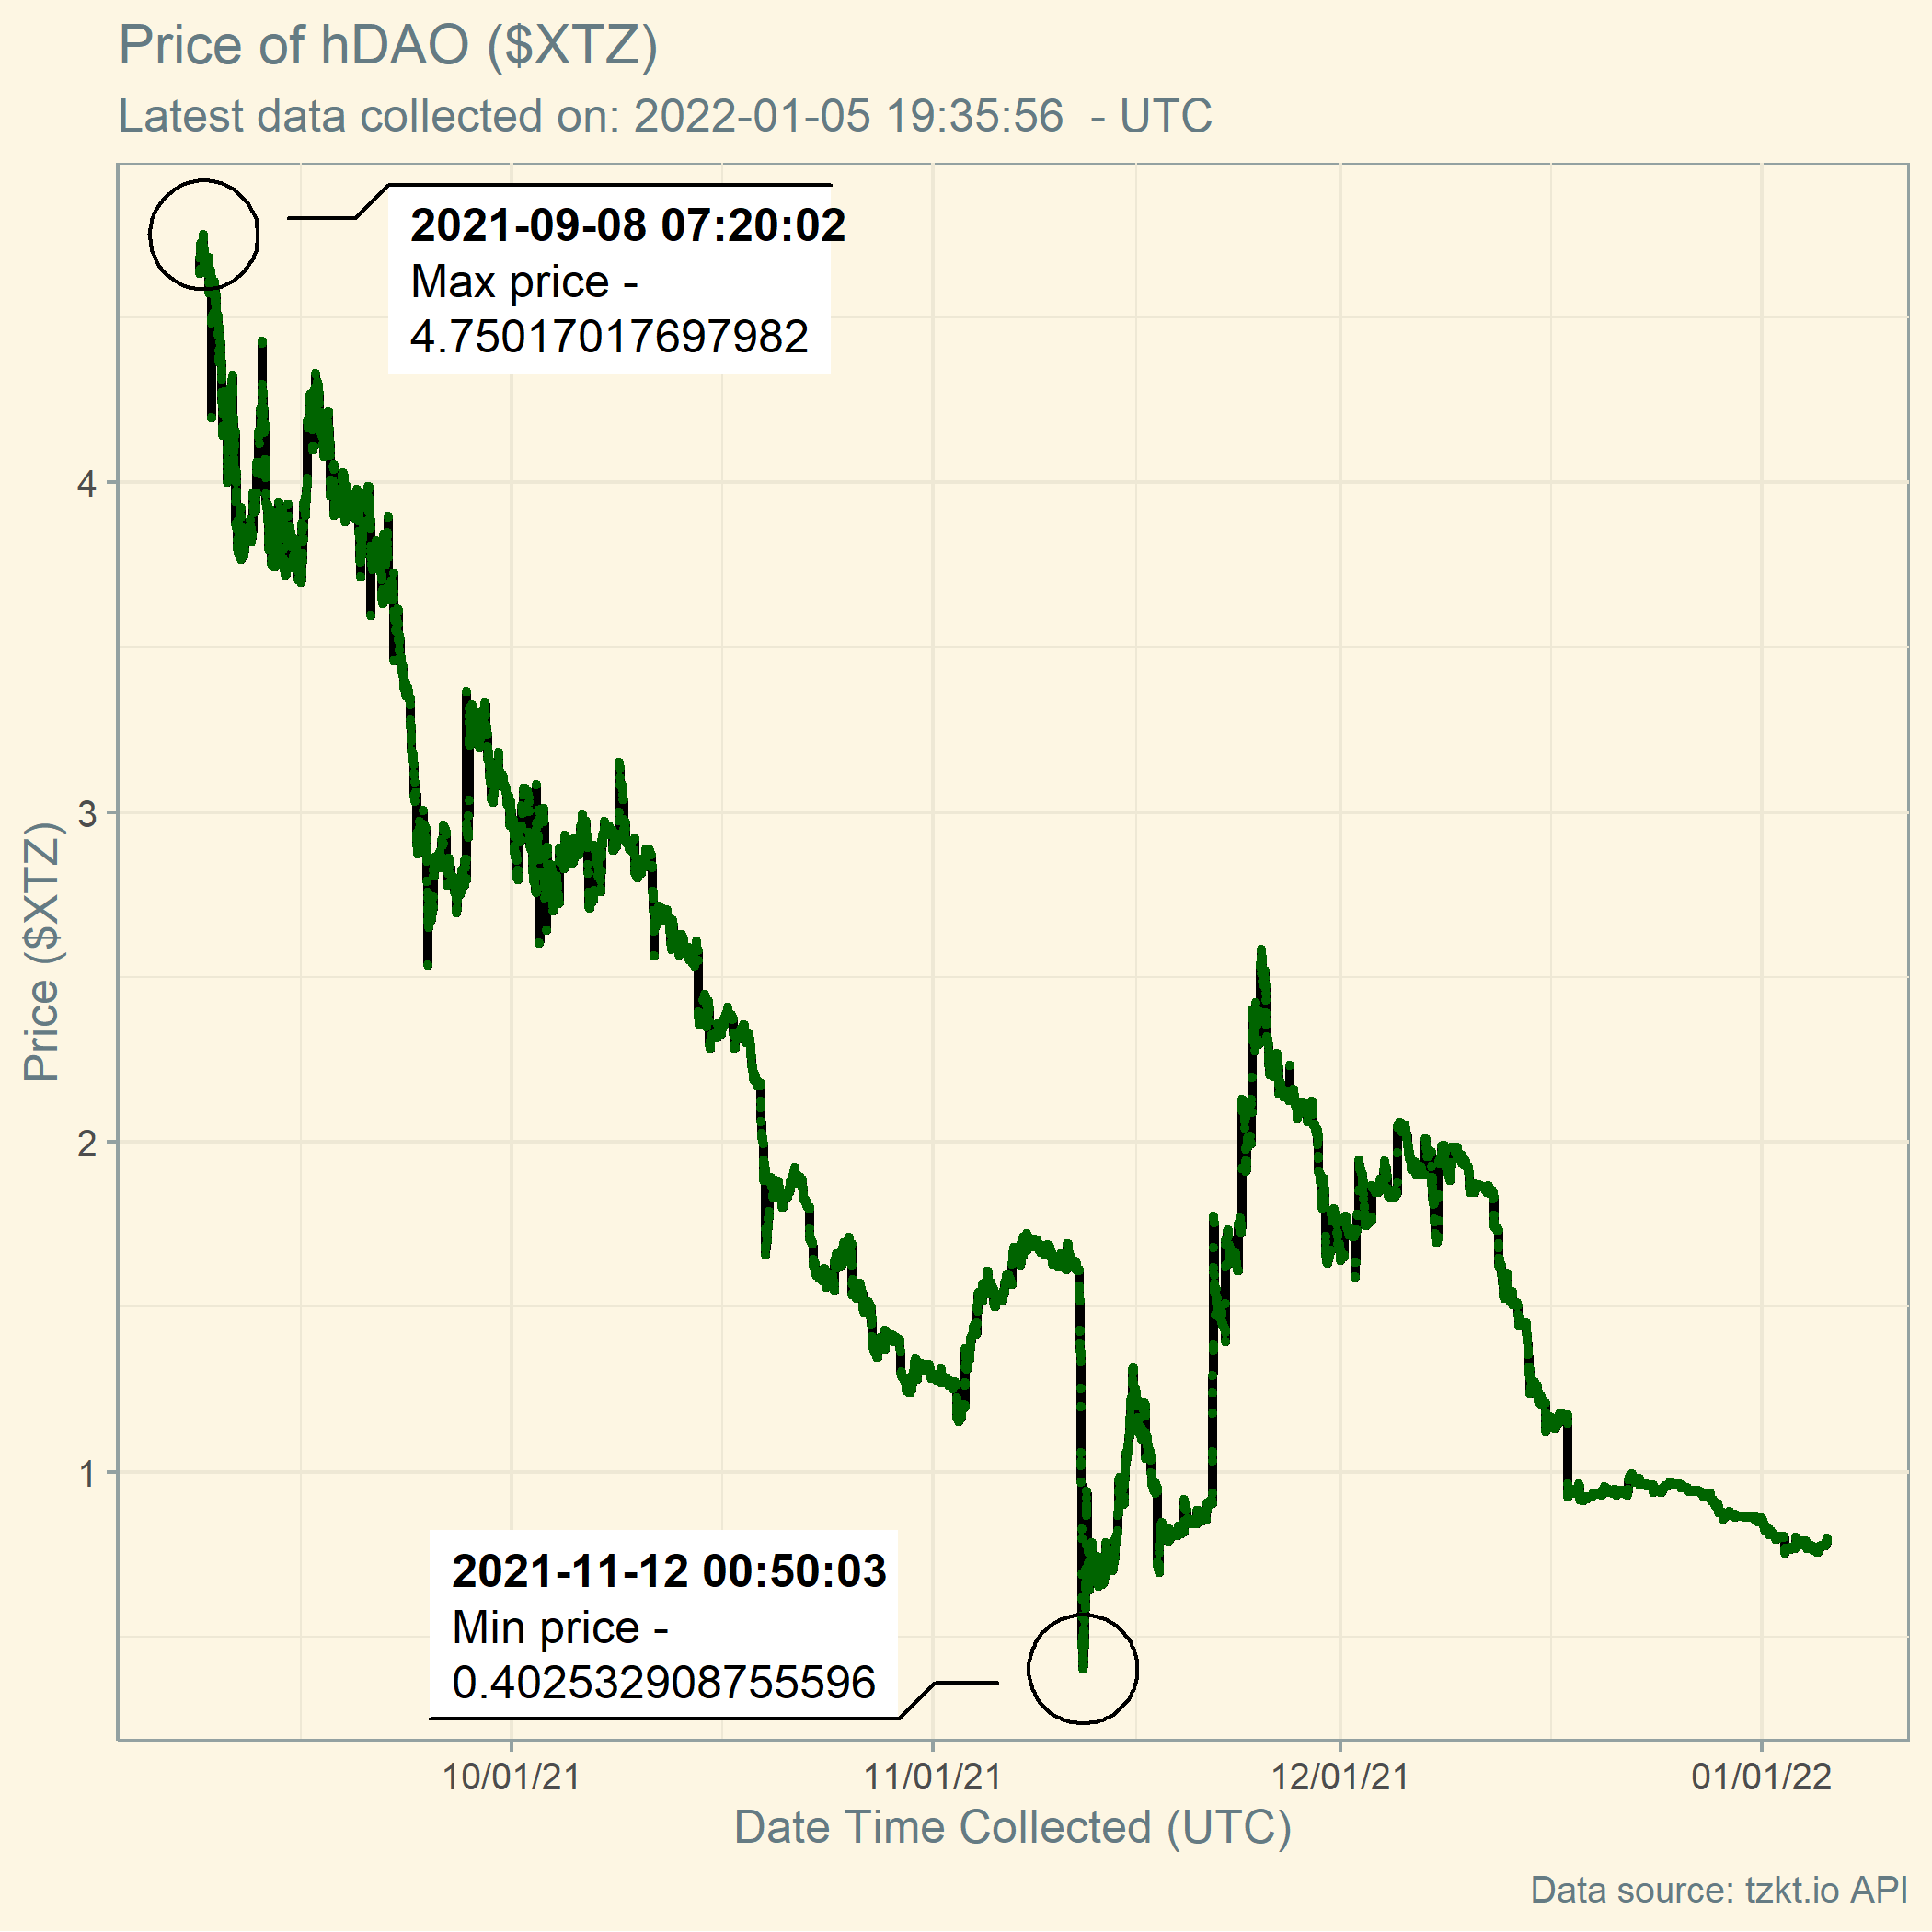 Price of hDAO ($XTZ)
Latest data collected on: 2022-01-05 19:35:56  - UTC
2021-09-08 07:20:02
Max price -
4.75017017697982
4
3
2
1
Price ($XTZ)
2021-11-12 00:50:03
Min price -
0.402532908755596
10/01/21
11/01/21
12/01/21
01/01/22
Date Time Collected (UTC)
Data source: tzkt.io API